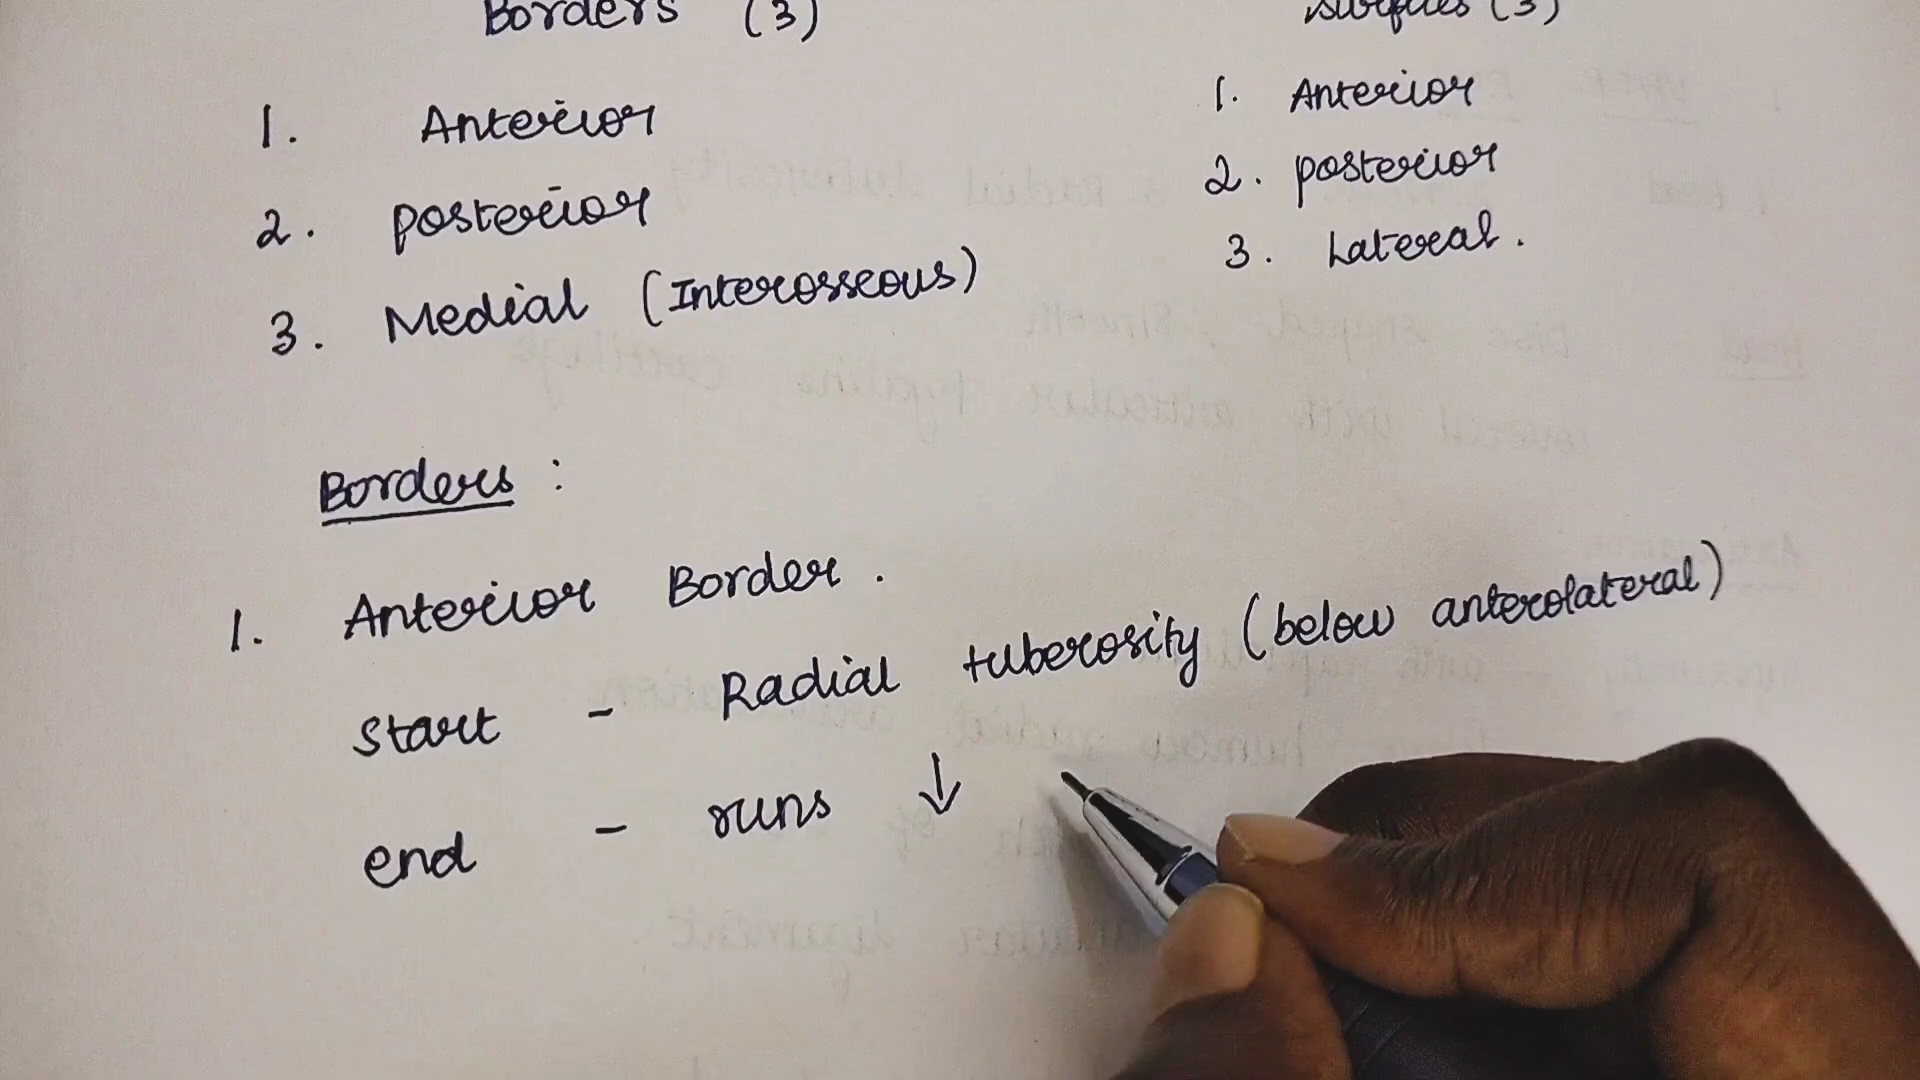 Borders (3)
1. Anterior
2. posterior
3. Medial (Interosseous)
(3)
1. Anterior
2. posterior
3. Lateral.
Borders :
1. Anterior Border.
start - Radial tuberosity (below anterolateral)
end - runs ↓